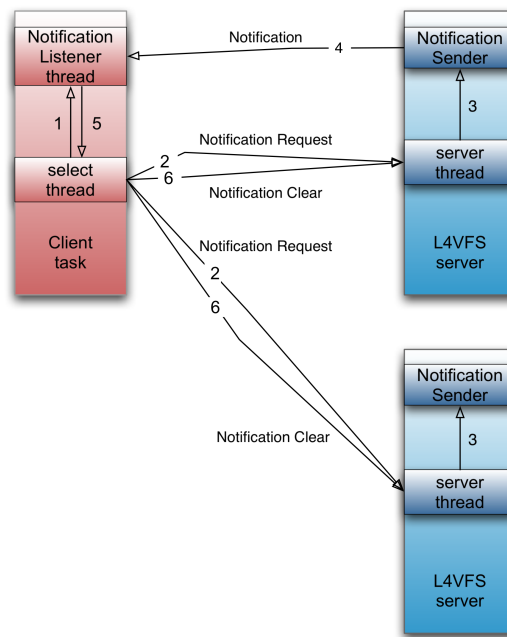 Notification
Listener
thread
1
5
select
thread
Client
task
Notification
4
Notification
Sender
3
server
thread
L4VFS
server
Notification Request
2
6
Notification Clear
Notification Request
2
6
Notification Clear
Notification
Sender
3
server
thread
L4VFS
server